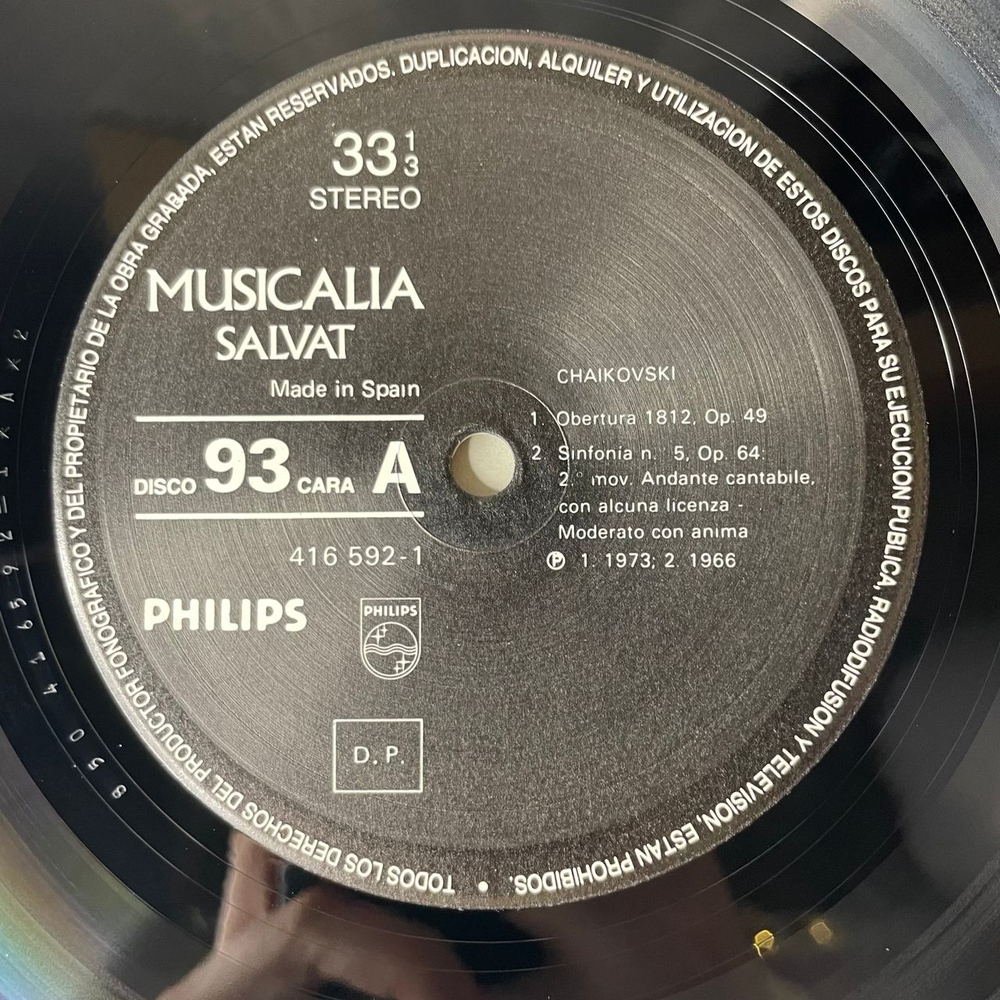 TODOS LOS DERECHOS DEL PRODUCTOR FONOGRAFICO Y DEL PROPIETARIO DE LA OBRA GRABADA, ESTAN RESERVADOS. DUPLICACION, ALQUILER Y UTILIZACION DE ESTOS DISCOS PARA SU EJECUCION PUBLICA, RADIODIFUSION Y TELEVISION, ESTAN PROHIBIDOS. •
33 1/3
STEREO
MUSICALIA
SALVAT
Made in Spain
DISCO 93 CARA A
416 592-1
PHILIPS
PHILIPS
D. P.
CHAIKOVSKI
1. Obertura 1812, Op. 49
2 Sinfonía n.° 5, Op. 64:
2.° mov. Andante cantabile,
con alcuna licenza -
Moderato con anima
Ⓟ 1. 1973; 2. 1966